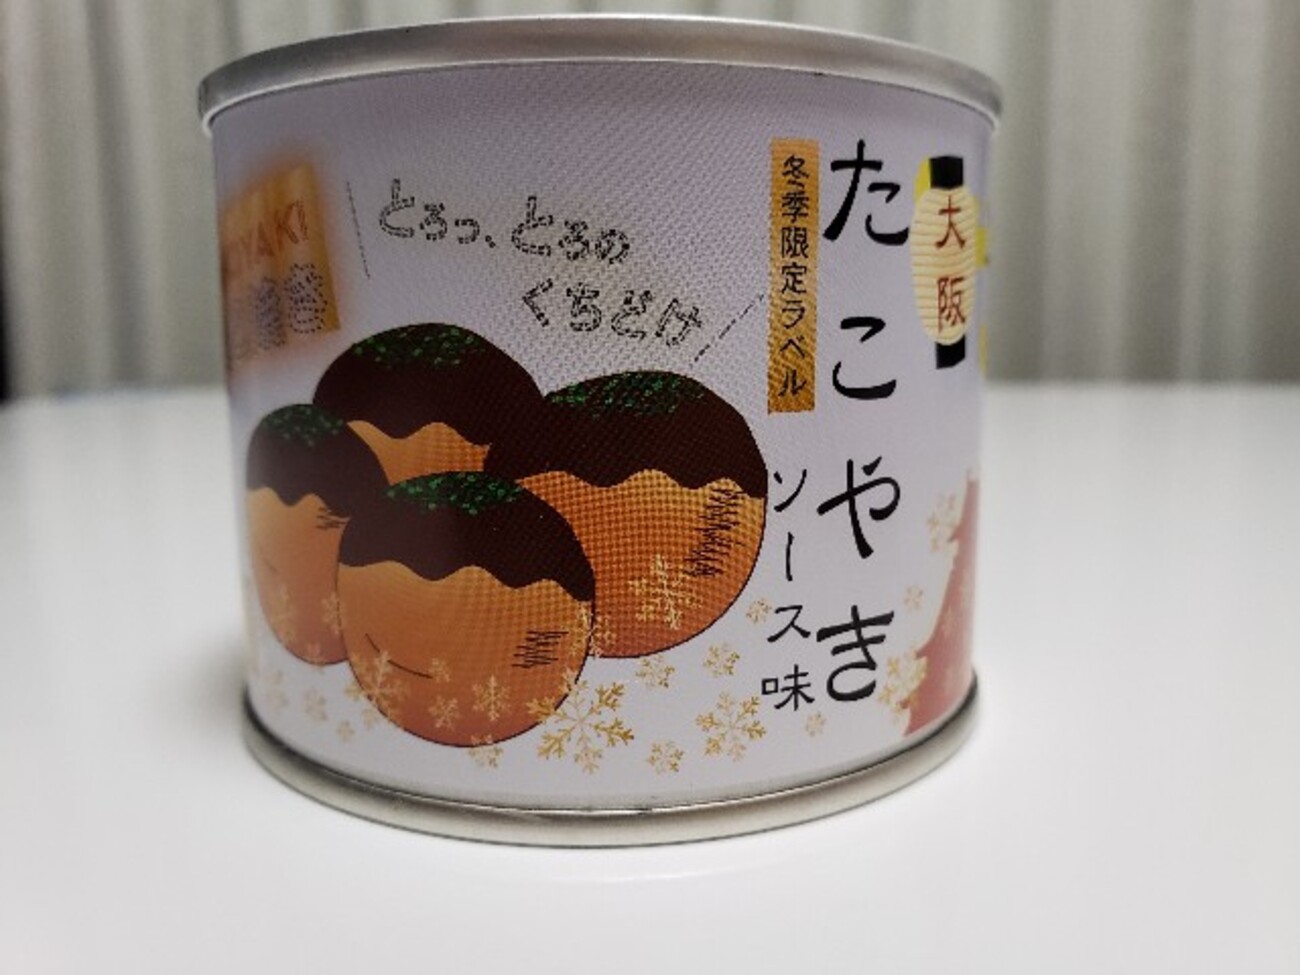 大阪
たこやき
ソース味
冬季限定ラベル
とろっ、とろの
くちどけ
YAKI